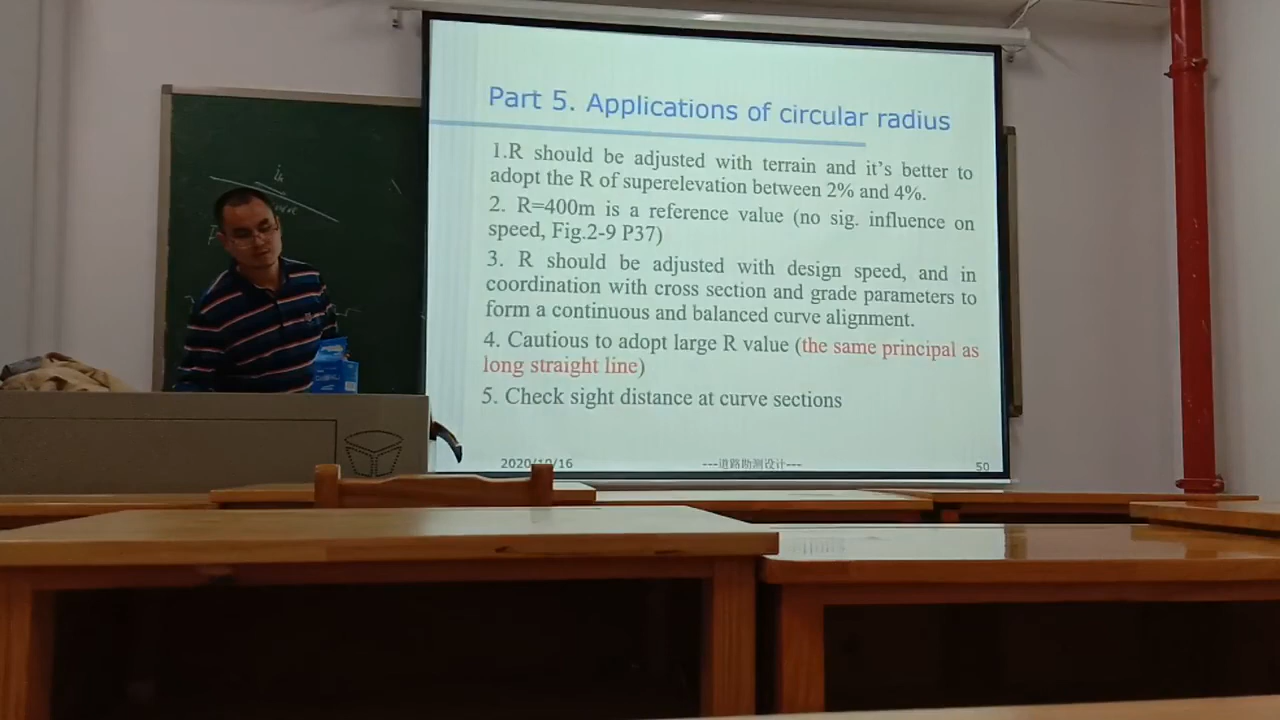 Part 5. Applications of circular radius
1.R should be adjusted with terrain and it's better to
adopt the R of superelevation between 2% and 4%.
2. R=400m is a reference value (no sig. influence on
speed, Fig.2-9 P37)
3. R should be adjusted with design speed, and in
coordination with cross section and grade parameters to
form a continuous and balanced curve alignment.
4. Cautious to adopt large R value (the same principal as
long straight line)
5. Check sight distance at curve sections
2020/10/16 ---道路勘测设计--- 50